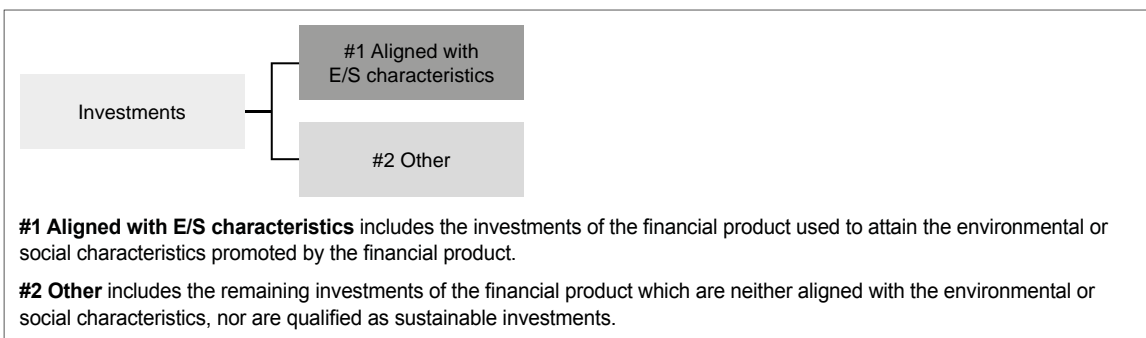 #1 Aligned with
E/S characteristics
Investments
#2 Other
#1 Aligned with E/S characteristics includes the investments of the financial product used to attain the environmental or
social characteristics promoted by the financial product.
#2 Other includes the remaining investments of the financial product which are neither aligned with the environmental or
social characteristics, nor are qualified as sustainable investments.